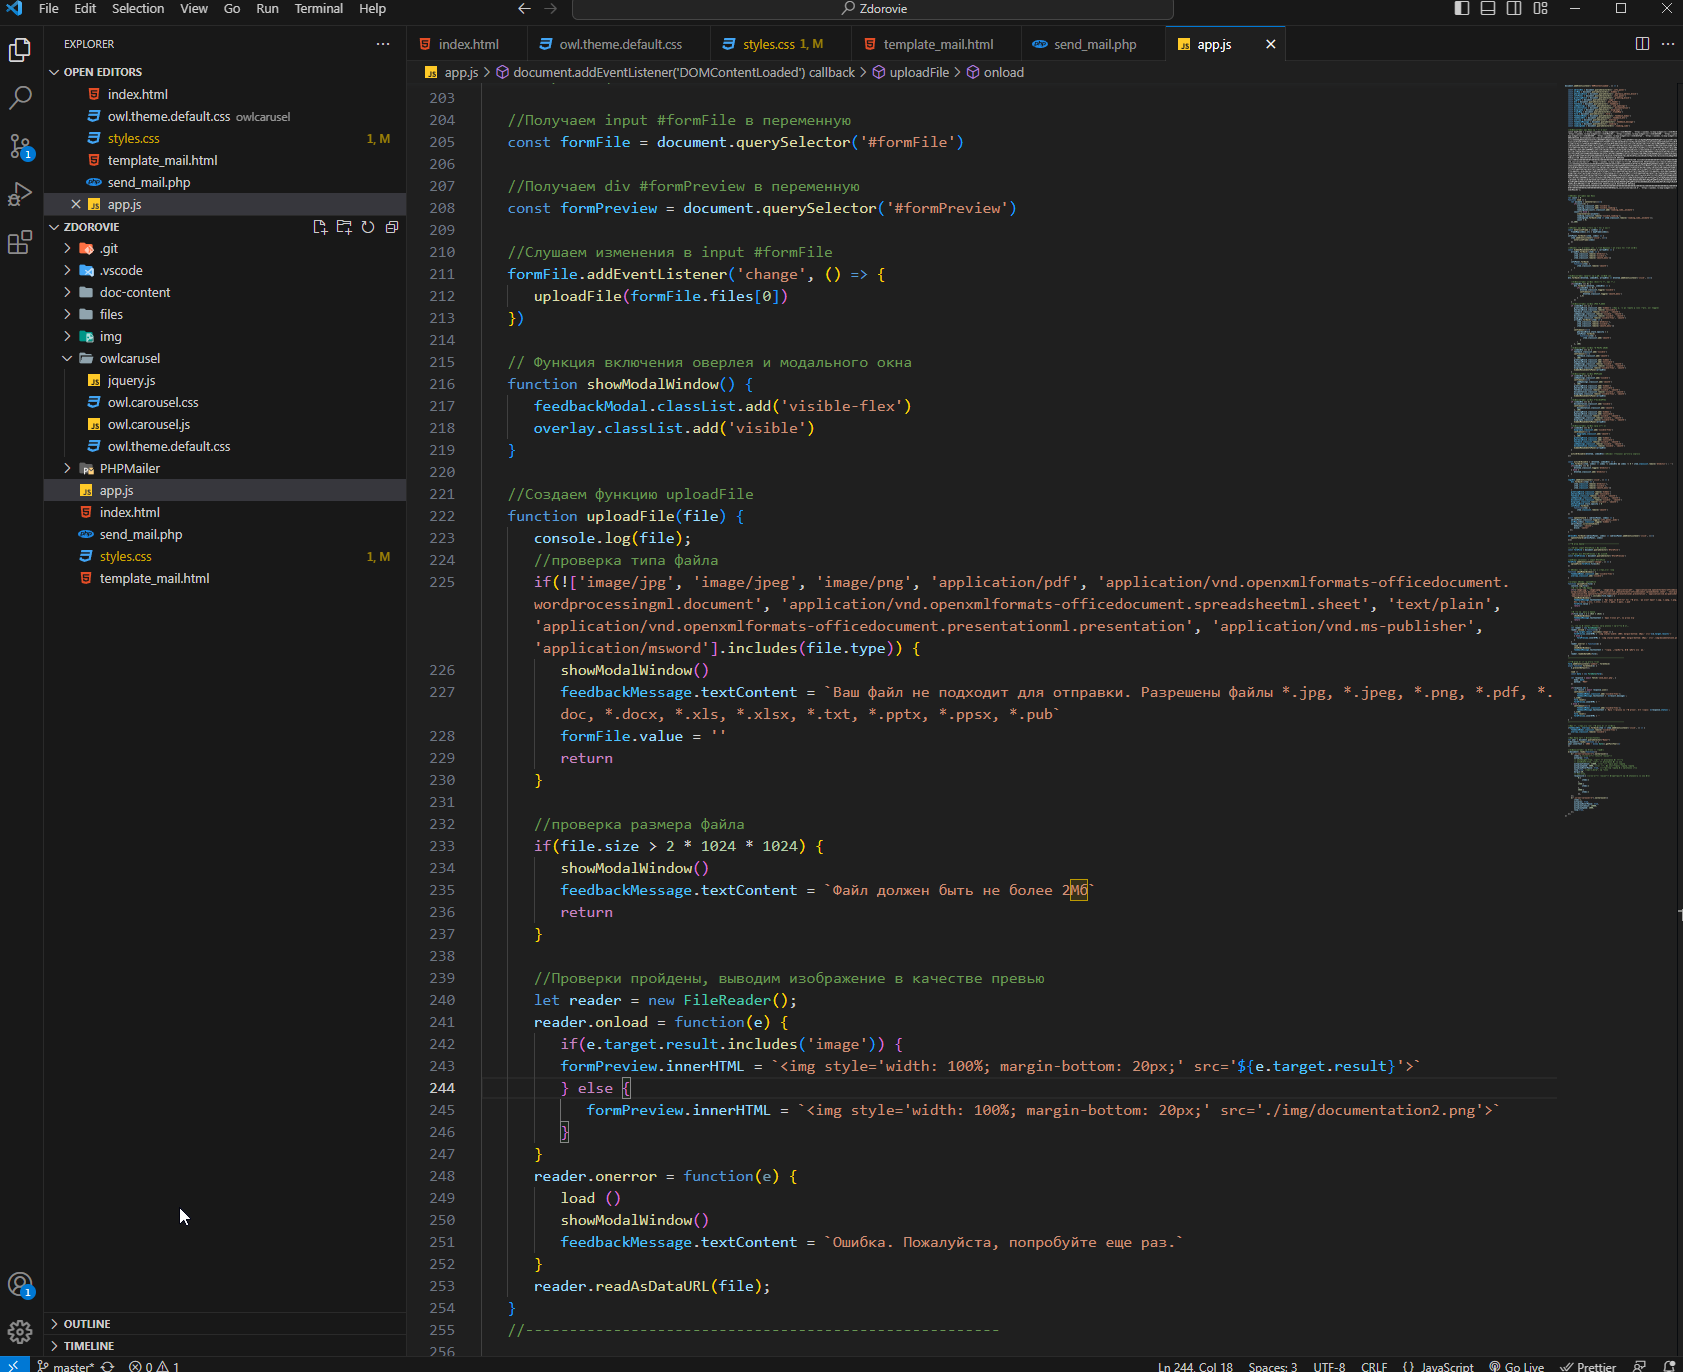 File Edit Selection View Go Run Terminal Help
Zdorovie
EXPLORER
OPEN EDITORS
index.html
owl.theme.default.css owlcarusel
styles.css 1, M
template_mail.html
send_mail.php
app.js
ZDOROVIE
.git
.vscode
doc-content
files
img
owlcarusel
jquery.js
owl.carousel.css
owl.carousel.js
owl.theme.default.css
PHPMailer
app.js
index.html
send_mail.php
styles.css 1, M
template_mail.html
OUTLINE
TIMELINE
1
1
index.html owl.theme.default.css styles.css 1, M template_mail.html send_mail.php app.js
app.js > document.addEventListener('DOMContentLoaded') callback > uploadFile > onload
203
204 //Получаем input #formFile в переменную
205 const formFile = document.querySelector('#formFile')
206
207 //Получаем div #formPreview в переменную
208 const formPreview = document.querySelector('#formPreview')
209
210 //Слушаем изменения в input #formFile
211 formFile.addEventListener('change', () => {
212 uploadFile(formFile.files[0])
213 })
214
215 // Функция включения оверлея и модального окна
216 function showModalWindow() {
217 feedbackModal.classList.add('visible-flex')
218 overlay.classList.add('visible')
219 }
220
221 //Создаем функцию uploadFile
222 function uploadFile(file) {
223 console.log(file);
224 //проверка типа файла
225 if(!['image/jpg', 'image/jpeg', 'image/png', 'application/pdf', 'application/vnd.openxmlformats-officedocument.
wordprocessingml.document', 'application/vnd.openxmlformats-officedocument.spreadsheetml.sheet', 'text/plain',
'application/vnd.openxmlformats-officedocument.presentationml.presentation', 'application/vnd.ms-publisher',
'application/msword'].includes(file.type)) {
226 showModalWindow()
227 feedbackMessage.textContent = `Ваш файл не подходит для отправки. Разрешены файлы *.jpg, *.jpeg, *.png, *.pdf, *.
doc, *.docx, *.xls, *.xlsx, *.txt, *.pptx, *.ppsx, *.pub`
228 formFile.value = ''
229 return
230 }
231
232 //проверка размера файла
233 if(file.size > 2 * 1024 * 1024) {
234 showModalWindow()
235 feedbackMessage.textContent = `Файл должен быть не более 2Мб`
236 return
237 }
238
239 //Проверки пройдены, выводим изображение в качестве превью
240 let reader = new FileReader();
241 reader.onload = function(e) {
242 if(e.target.result.includes('image')) {
243 formPreview.innerHTML = `<img style='width: 100%; margin-bottom: 20px;' src='${e.target.result}'>`
244 } else {
245 formPreview.innerHTML = `<img style='width: 100%; margin-bottom: 20px;' src='./img/documentation2.png'>`
246 }
247 }
248 reader.onerror = function(e) {
249 load ()
250 showModalWindow()
251 feedbackMessage.textContent = `Ошибка. Пожалуйста, попробуйте еще раз.`
252 }
253 reader.readAsDataURL(file);
254 }
255 //------------------------------------------------------
256
master* 0 1 Ln 244, Col 18 Spaces: 3 UTF-8 CRLF {} JavaScript Go Live Prettier